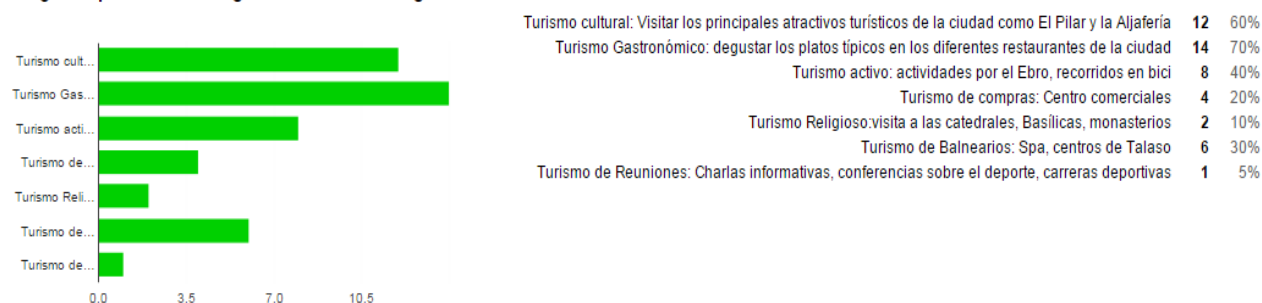 Turismo cult...
Turismo Gas...
Turismo acti...
Turismo de...
Turismo Reli...
Turismo de...
Turismo de...
0.0 3.5 7.0 10.5
Turismo cultural: Visitar los principales atractivos turísticos de la ciudad como El Pilar y la Aljafería 12 60%
Turismo Gastronómico: degustar los platos típicos en los diferentes restaurantes de la ciudad 14 70%
Turismo activo: actividades por el Ebro, recorridos en bici 8 40%
Turismo de compras: Centro comerciales 4 20%
Turismo Religioso:visita a las catedrales, Basílicas, monasterios 2 10%
Turismo de Balnearios: Spa, centros de Talaso 6 30%
Turismo de Reuniones: Charlas informativas, conferencias sobre el deporte, carreras deportivas 1 5%